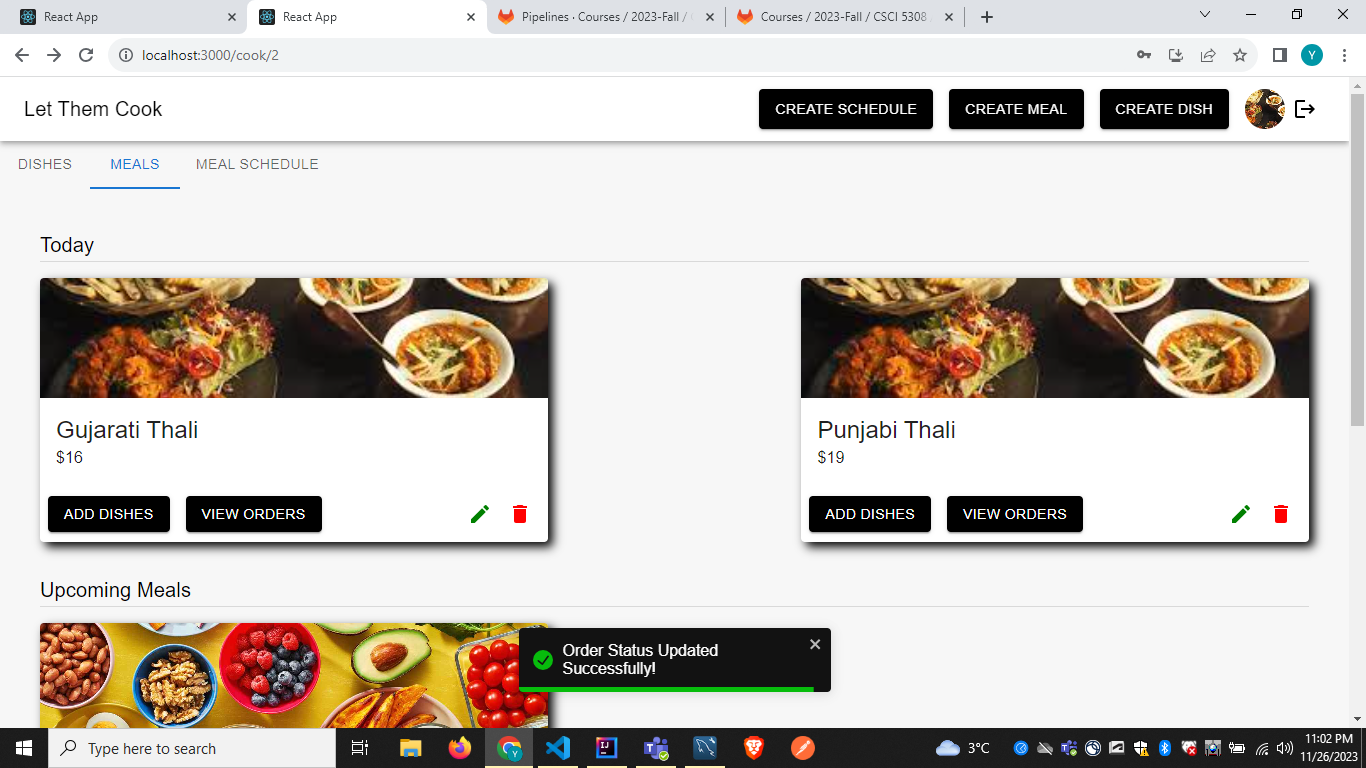 React App
React App
Pipelines · Courses / 2023-Fall /
Courses / 2023-Fall / CSCI 5308
localhost:3000/cook/2
Y
Let Them Cook
CREATE SCHEDULE
CREATE MEAL
CREATE DISH
DISHES
MEALS
MEAL SCHEDULE
Today
Gujarati Thali
$16
ADD DISHES
VIEW ORDERS
Punjabi Thali
$19
ADD DISHES
VIEW ORDERS
Upcoming Meals
Order Status Updated
Successfully!
Type here to search
3°C
11:02 PM
11/26/2023